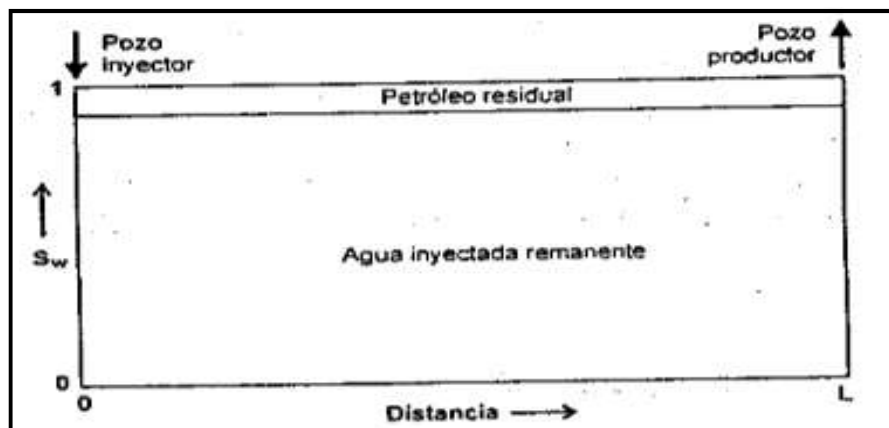 Pozo
inyector
Pozo
productor
1
Petróleo residual
Sw
Agua inyectada remanente
0
0
Distancia
L